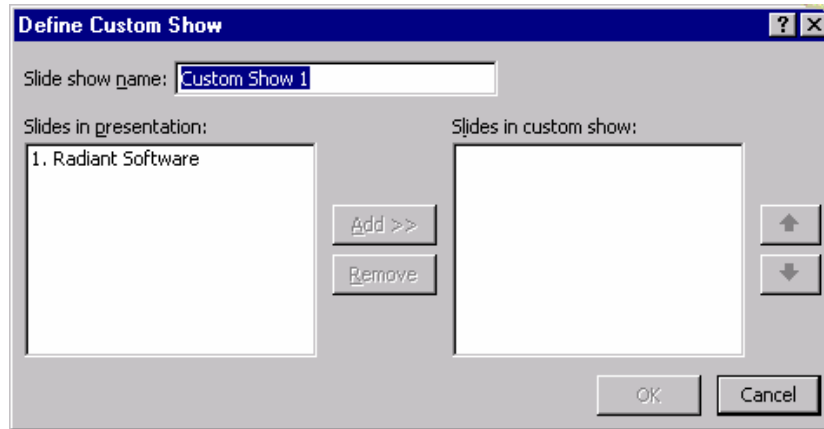 Define Custom Show
Slide show name: Custom Show 1
Slides in presentation:
Slides in custom show:
1. Radiant Software
Add >>
Remove
OK
Cancel